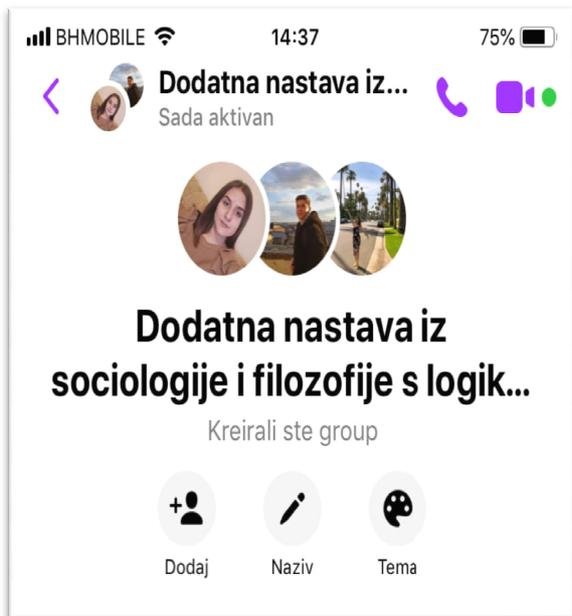 BHMOBILE 14:37 75%
Dodatna nastava iz...
Sada aktivan
Dodatna nastava iz
sociologije i filozofije s logik...
Kreirali ste group
Dodaj Naziv Tema